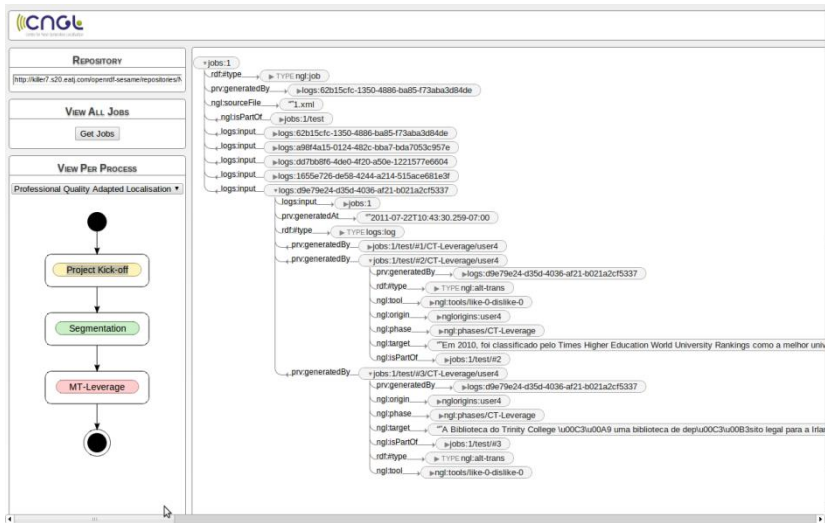 CNGL
REPOSITORY
http://killer7.s20.eatj.com/openrdf-sesame/repositories/N
VIEW ALL JOBS
Get Jobs
VIEW PER PROCESS
Professional Quality Adapted Localisation
Project Kick-off
Segmentation
MT-Leverage
jobs:1
rdf:#type TYPE ngl:job
prv:generatedBy logs:62b15cfc-1350-4886-ba85-f73aba3d84de
ngl:sourceFile ""1.xml
ngl:isPartOf jobs:1/test
logs:input logs:62b15cfc-1350-4886-ba85-f73aba3d84de
logs:input logs:a98f4a15-0124-482c-bba7-bda7053c957e
logs:input logs:dd7bb8f6-4de0-4f20-a50e-1221577e6604
logs:input logs:1655e726-de58-4244-a214-515ace681e3f
logs:input logs:d9e79e24-d35d-4036-af21-b021a2cf5337
logs:input jobs:1
prv:generatedAt ""2011-07-22T10:43:30.259-07:00
rdf:#type TYPE logs:log
prv:generatedBy jobs:1/test/#1/CT-Leverage/user4
prv:generatedBy jobs:1/test/#2/CT-Leverage/user4
prv:generatedBy logs:d9e79e24-d35d-4036-af21-b021a2cf5337
rdf:#type TYPE ngl:alt-trans
ngl:tool ngl:tools/like-0-dislike-0
ngl:origin nglorigins:user4
ngl:phase ngl:phases/CT-Leverage
ngl:target ""Em 2010, foi classificado pelo Times Higher Education World University Rankings como a melhor univ
ngl:isPartOf jobs:1/test/#2
prv:generatedBy jobs:1/test/#3/CT-Leverage/user4
prv:generatedBy logs:d9e79e24-d35d-4036-af21-b021a2cf5337
ngl:origin nglorigins:user4
ngl:phase ngl:phases/CT-Leverage
ngl:target ""A Biblioteca do Trinity College \u00C3\u00A9 uma biblioteca de dep\u00C3\u00B3sito legal para a Irlan
ngl:isPartOf jobs:1/test/#3
rdf:#type TYPE ngl:alt-trans
ngl:tool ngl:tools/like-0-dislike-0